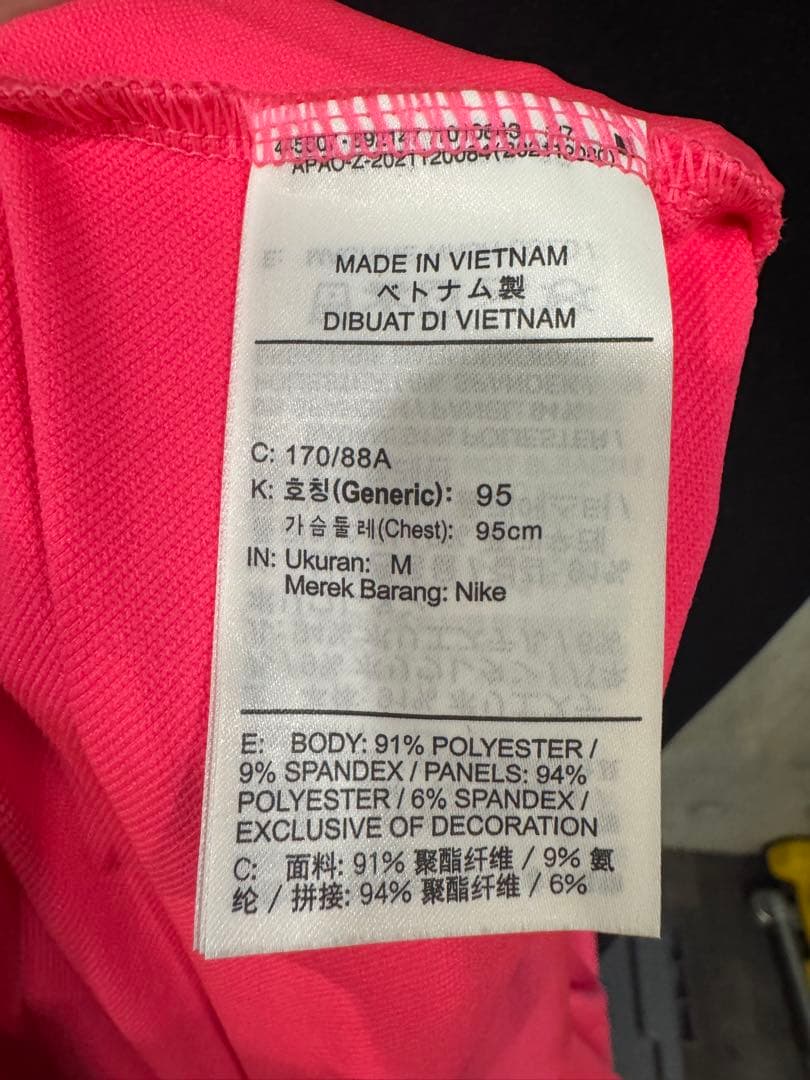 MADE IN VIETNAM
ベトナム製
DIBUAT DI VIETNAM
C: 170/88A
K: 호칭(Generic): 95
가슴둘레(Chest): 95cm
IN: Ukuran: M
Merek Barang: Nike
E: BODY: 91% POLYESTER /
9% SPANDEX / PANELS: 94%
POLYESTER / 6% SPANDEX /
EXCLUSIVE OF DECORATION
C: 面料: 91% 聚酯纤维 / 9% 氨
纶 / 拼接: 94% 聚酯纤维 / 6%